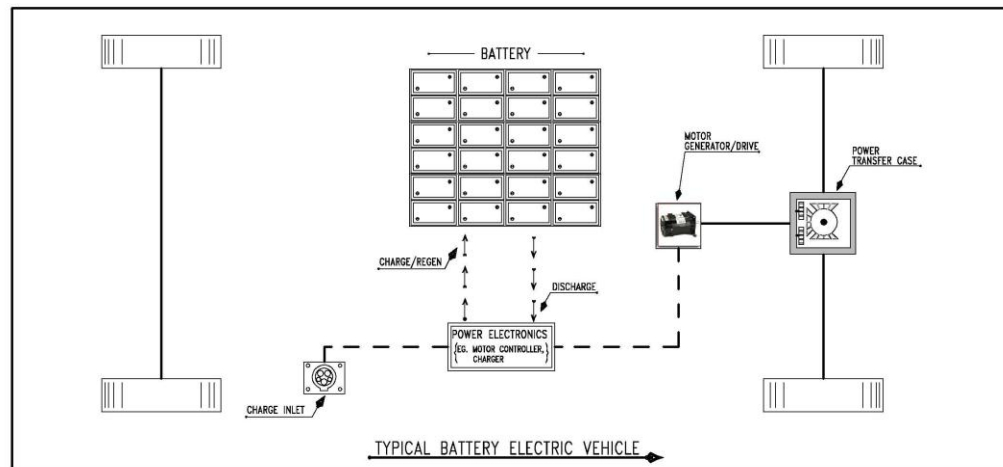 BATTERY
MOTOR
GENERATOR/DRIVE
POWER
TRANSFER CASE
CHARGE/REGEN
DISCHARGE
POWER ELECTRONICS
{EG. MOTOR CONTROLLER,
CHARGER}
CHARGE INLET
TYPICAL BATTERY ELECTRIC VEHICLE